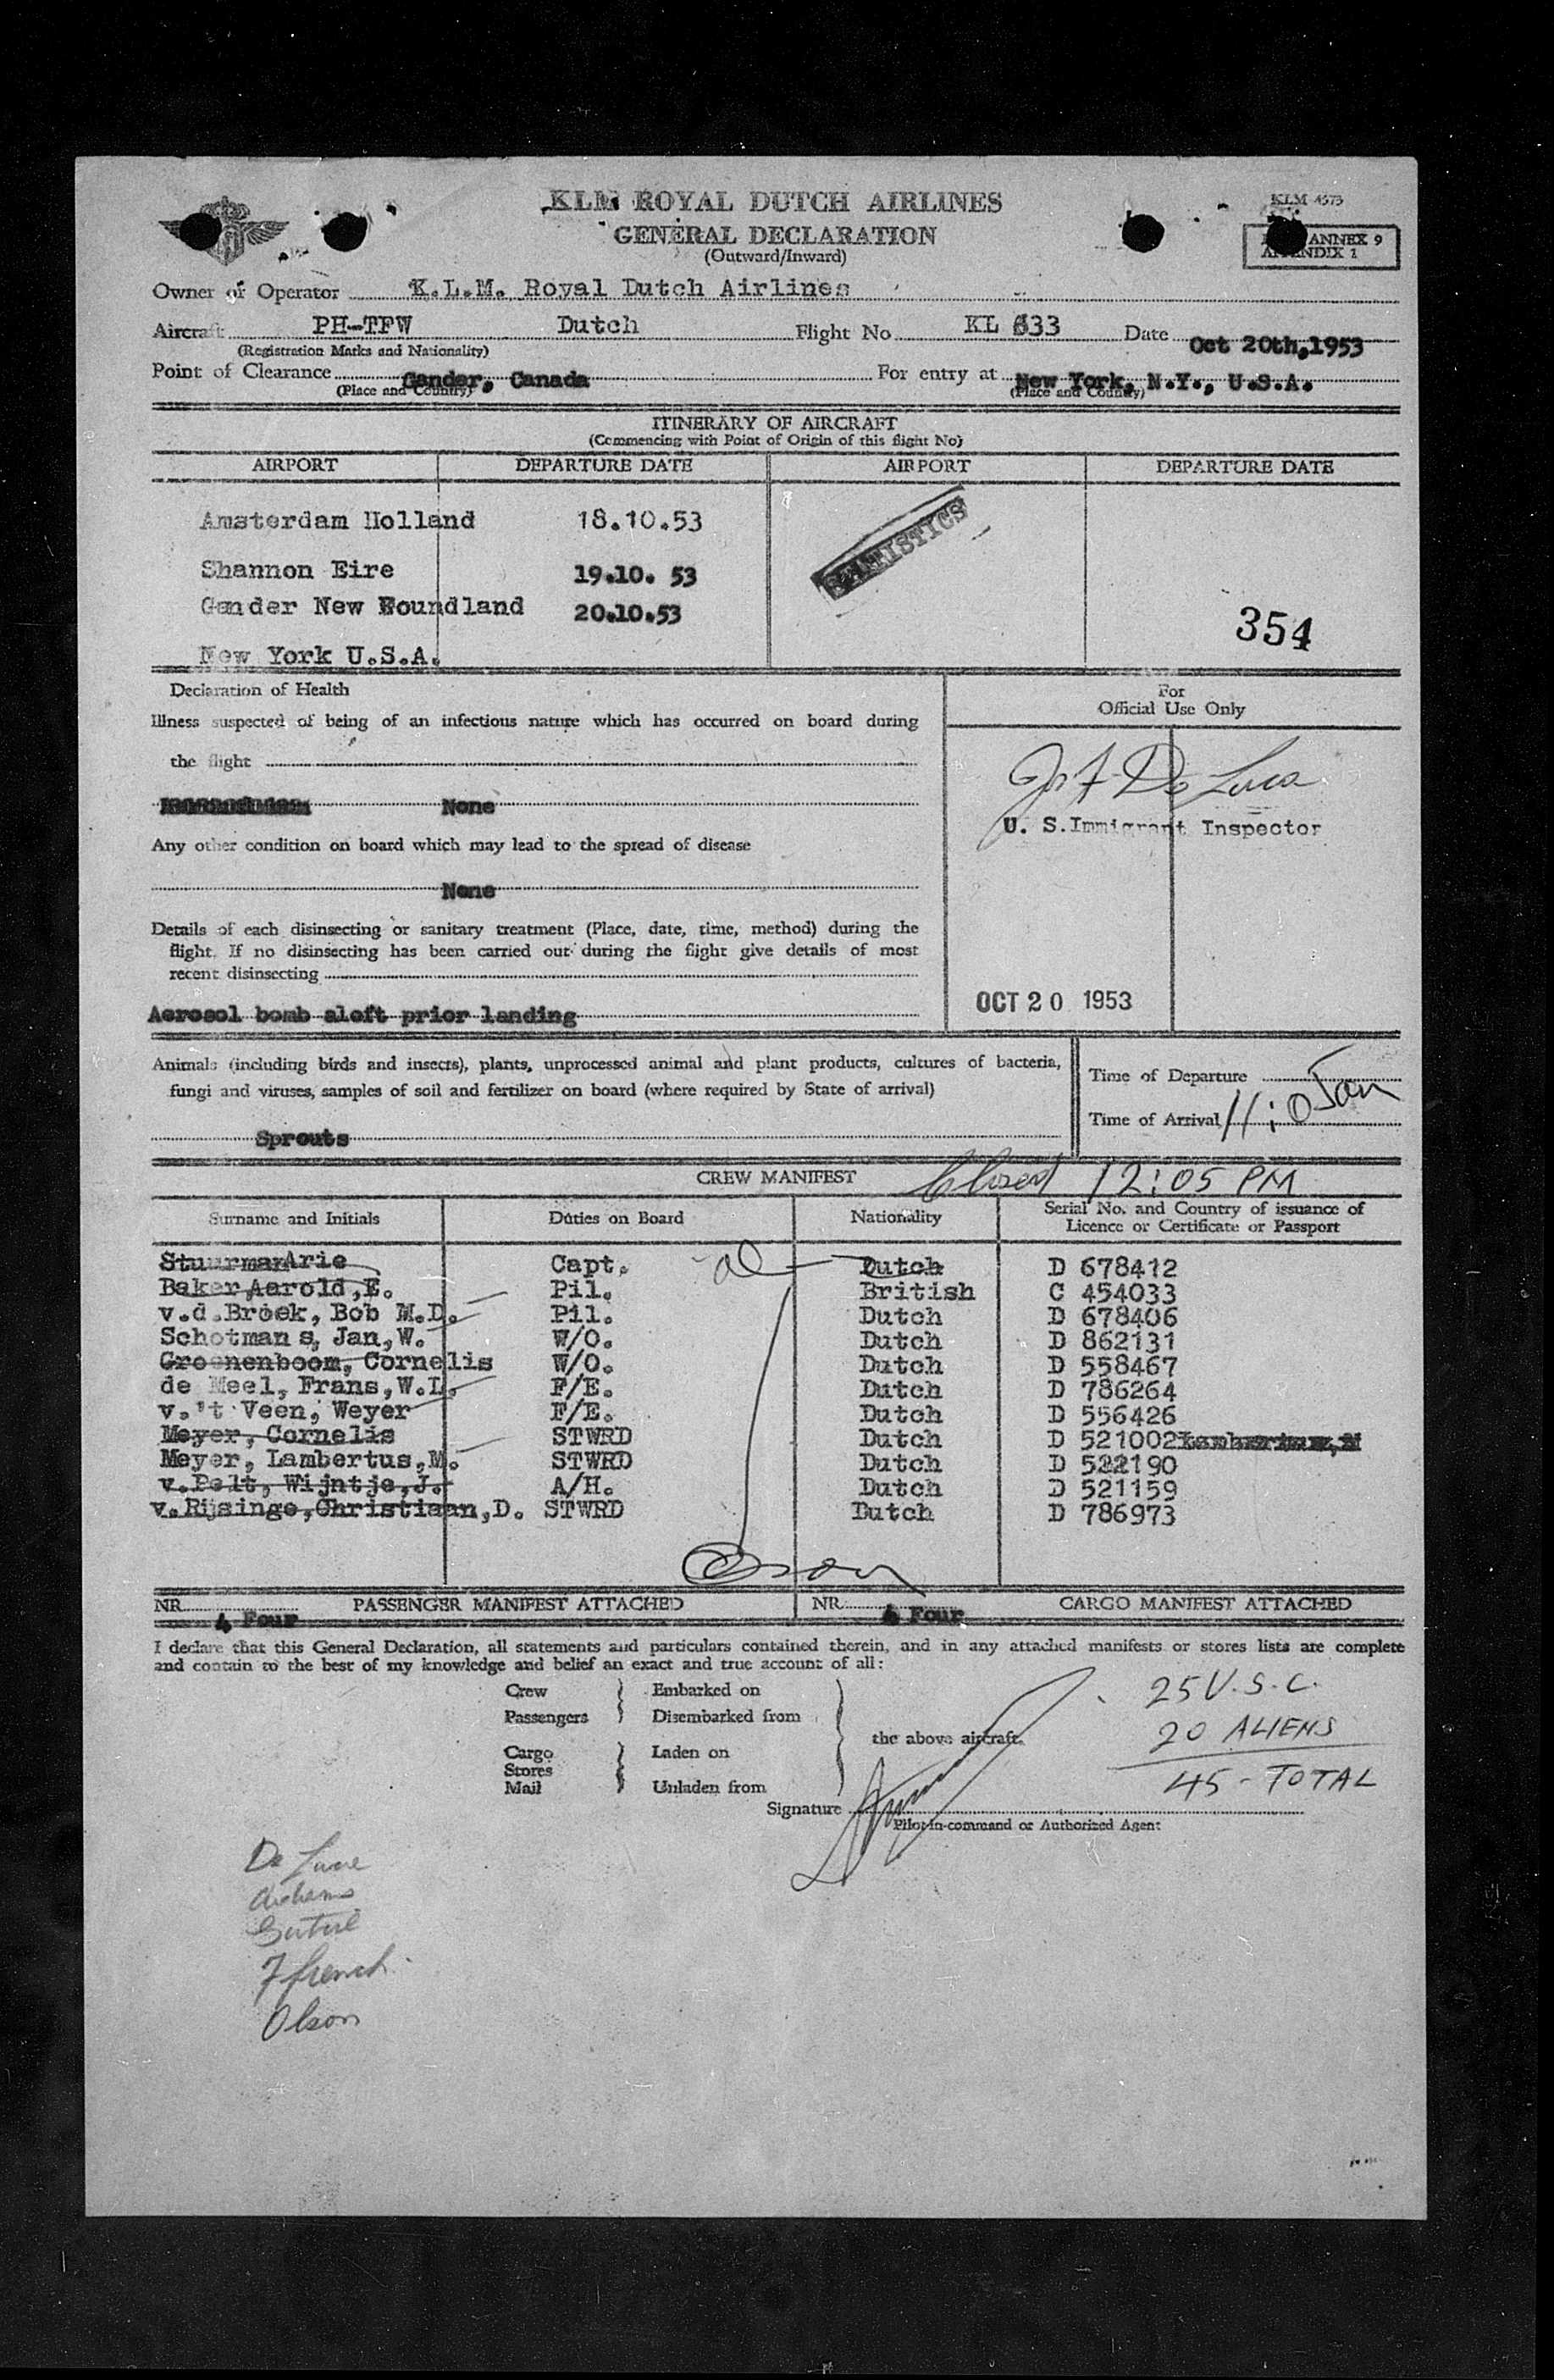 KLM ROYAL DUTCH AIRLINES
KLM 4573
GENERAL DECLARATION
(Outward/Inward)
ANNEX 9
APPENDIX 1
Owner or Operator K.L.M. Royal Dutch Airlines
Aircraft PH-TFW Dutch Flight No KL 633 Date Oct 20th,1953
(Registration Marks and Nationality)
Point of Clearance Gander, Canada For entry at New York, N.Y., U.S.A.
(Place and Country) (Place and Country)
ITINERARY OF AIRCRAFT
(Commencing with Point of Origin of this flight No)
AIRPORT DEPARTURE DATE AIRPORT DEPARTURE DATE
Amsterdam Holland 18.10.53
STATISTICS
Shannon Eire 19.10. 53
Gander New Foundland 20.10.53
354
New York U.S.A.
Declaration of Health
For
Official Use Only
Illness suspected of being of an infectious nature which has occurred on board during
the flight
None
De Luca
U. S. Immigrant Inspector
Any other condition on board which may lead to the spread of disease
None
Details of each disinsecting or sanitary treatment (Place, date, time, method) during the
flight. If no disinsecting has been carried out during the flight give details of most
recent disinsecting
Aerosol bomb aloft prior landing
OCT 20 1953
Animals (including birds and insects), plants, unprocessed animal and plant products, cultures of bacteria,
fungi and viruses, samples of soil and fertilizer on board (where required by State of arrival)
Sprouts
Time of Departure
Time of Arrival 11:05am
CREW MANIFEST Closed 12:05 PM
Surname and Initials Duties on Board Nationality Serial No. and Country of issuance of
Licence or Certificate or Passport
StuurmanArie Capt. Dutch D 678412
Baker,Aarold,E. Pil. British C 454033
v.d.Broek, Bob M.D. Pil. Dutch D 678406
Schotman s, Jan,W. W/O. Dutch D 862131
Groenenboom, Cornelis W/O. Dutch D 558467
de Meel, Frans,W.L. F/E. Dutch D 786264
v.'t Veen, Weyer F/E. Dutch D 556426
Meyer, Cornelis STWRD Dutch D 521002
Meyer, Lambertus,M. STWRD Dutch D 522190
v.Pelt, Wijntje,J. A/H. Dutch D 521159
v.Rijsinge,Christiaan,D. STWRD Dutch D 786973
NR 4 Four PASSENGER MANIFEST ATTACHED NR 4 Four CARGO MANIFEST ATTACHED
I declare that this General Declaration, all statements and particulars contained therein, and in any attached manifests or stores lists are complete
and contain to the best of my knowledge and belief an exact and true account of all:
Crew Embarked on
Passengers Disembarked from
the above aircraft.
Cargo Laden on
Stores
Mail Unladen from
25 U.S.C.
20 ALIENS
45 - TOTAL
Signature
Pilot-in-command or Authorized Agent
De Luca
French
Olson